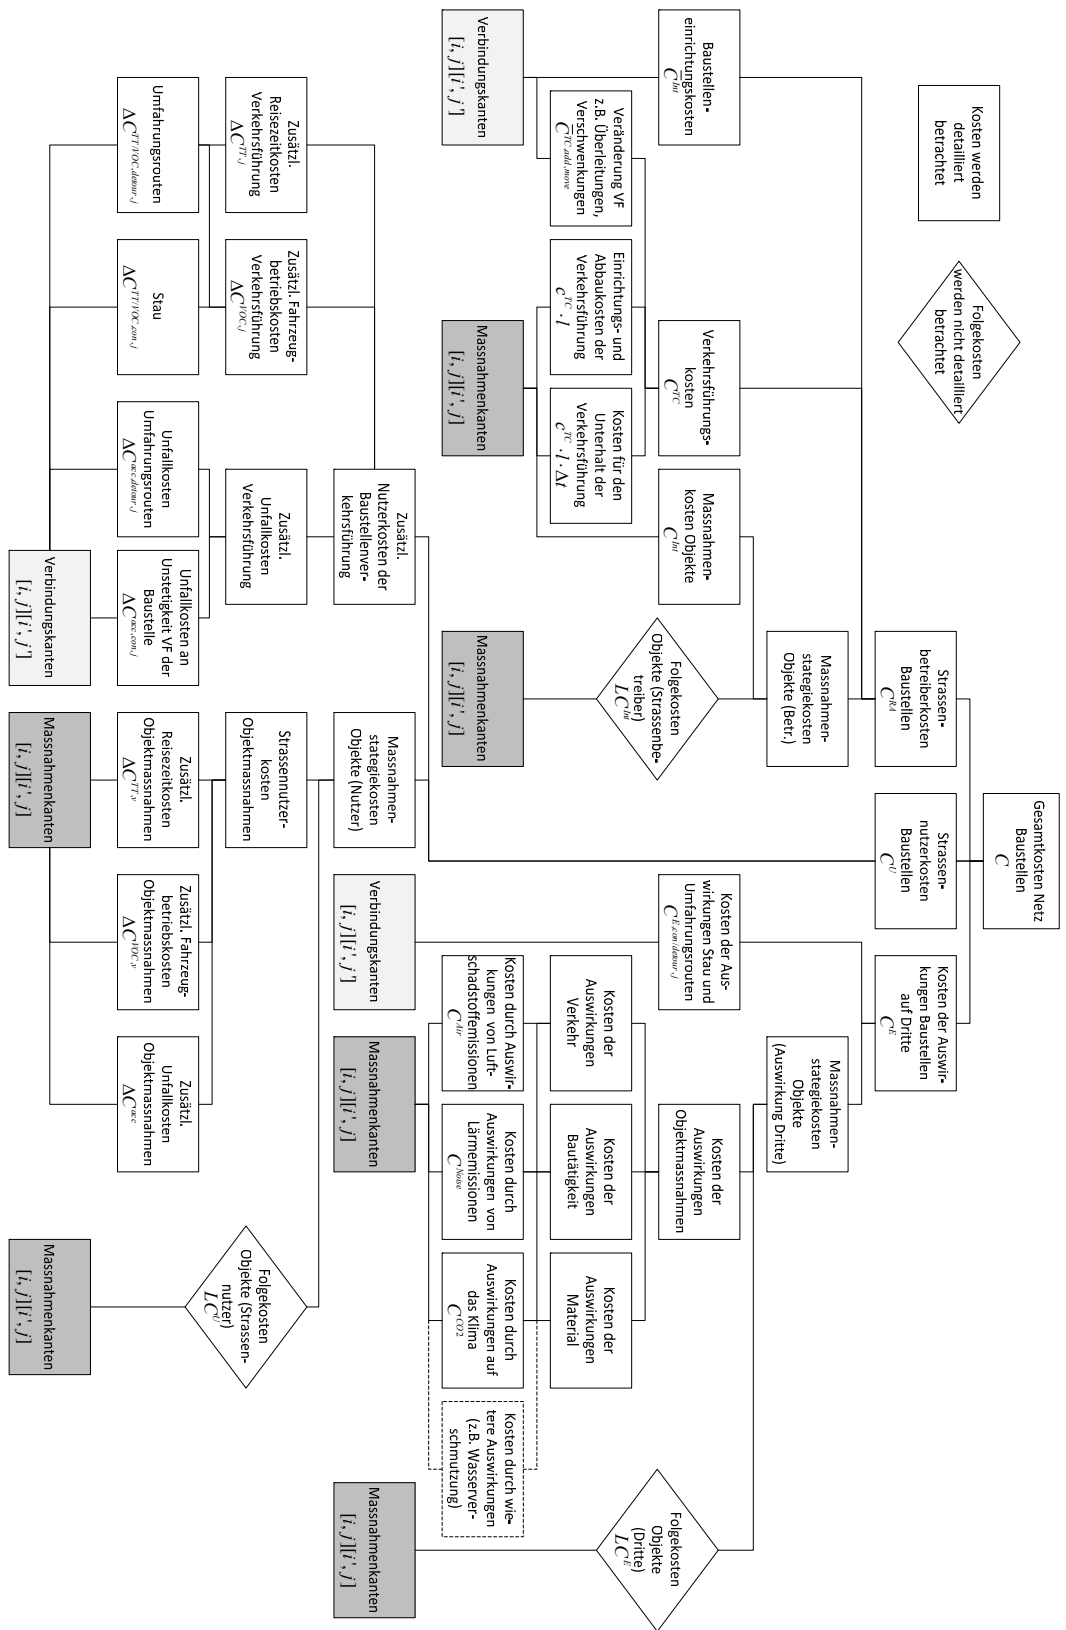 Kosten werden
detailliert
betrachtet
Folgekosten
werden nicht detailliert
betrachtet
Gesamtkosten Netz
Baustellen
C
Strassen-
betreiberkosten
Baustellen
C^{RA}
Strassen-
nutzerkosten
Baustellen
C^{U}
Kosten der Auswir-
kungen Baustellen
auf Dritte
C^{E}
Massnahmen-
stategiekosten
Objekte (Betr.)
Massnahmen-
stategiekosten
Objekte
(Auswirkung Dritte)
Baustellen-
einrichtungskosten
C^{Int}
Verkehrsführungs-
kosten
C^{TC}
Massnahmen-
kosten Objekte
C^{Int}
Folgekosten
Objekte (Strassenbe-
treiber)
LC^{Int}
Kosten der Aus-
wirkungen Stau und
Umfahrungsrouten
C^{E,con/detour,j}
Kosten der
Auswirkungen
Objektmassnahmen
Folgekosten
Objekte
(Dritte)
LC^{E}
Veränderung VF
z.B. Überleitungen,
Verschwenkungen
C^{TC,add,move}
Einrichtungs- und
Abbaukosten der
Verkehrsführung
c^{TC} · l
Kosten für den
Unterhalt der
Verkehrsführung
c^{TC} · l · Δt
Kosten der
Auswirkungen
Verkehr
Kosten der
Auswirkungen
Bautätigkeit
Kosten der
Auswirkungen
Material
Verbindungskanten
[i, j][i', j']
Massnahmenkanten
[i, j][i', j]
Massnahmenkanten
[i, j][i', j]
Kosten durch Auswir-
kungen von Luft-
schadstoffemissionen
C^{Air}
Kosten durch
Auswirkungen von
Lärmemissionen
C^{Noise}
Kosten durch
Auswirkungen auf
das Klima
C^{CO2}
Kosten durch wie-
tere Auswirkungen
(z.B. Wasserver-
schmutzung)
Zusätzl.
Nutzerkosten der
Baustellenver-
kehrsführung
Massnahmen-
stategiekosten
Objekte (Nutzer)
Verbindungskanten
[i, j][i', j']
Massnahmenkanten
[i, j][i', j]
Massnahmenkanten
[i, j][i', j]
Zusätzl.
Reisezeitkosten
Verkehrsführung
ΔC^{TT,j}
Zusätzl. Fahrzeug-
betriebskosten
Verkehrsführung
ΔC^{VOC,j}
Zusätzl.
Unfallkosten
Verkehrsführung
Strassennutzer-
kosten
Objektmassnahmen
Folgekosten
Objekte (Strassen-
nutzer)
LC^{U}
Umfahrungsrouten
ΔC^{TT/VOC,detour,j}
Stau
ΔC^{TT/VOC,con,j}
Unfallkosten
Umfahrungsrouten
ΔC^{acc,detour,j}
Unfallkosten an
Unstetigkeit VF der
Baustelle
ΔC^{acc,con,j}
Zusätzl.
Reisezeitkosten
Objektmassnahmen
ΔC^{TT,v}
Zusätzl. Fahrzeug-
betriebskosten
Objektmassnahmen
ΔC^{VOC,v}
Zusätzl.
Unfallkosten
Objektmassnahmen
ΔC^{acc}
Verbindungskanten
[i, j][i', j']
Massnahmenkanten
[i, j][i', j]
Massnahmenkanten
[i, j][i', j]